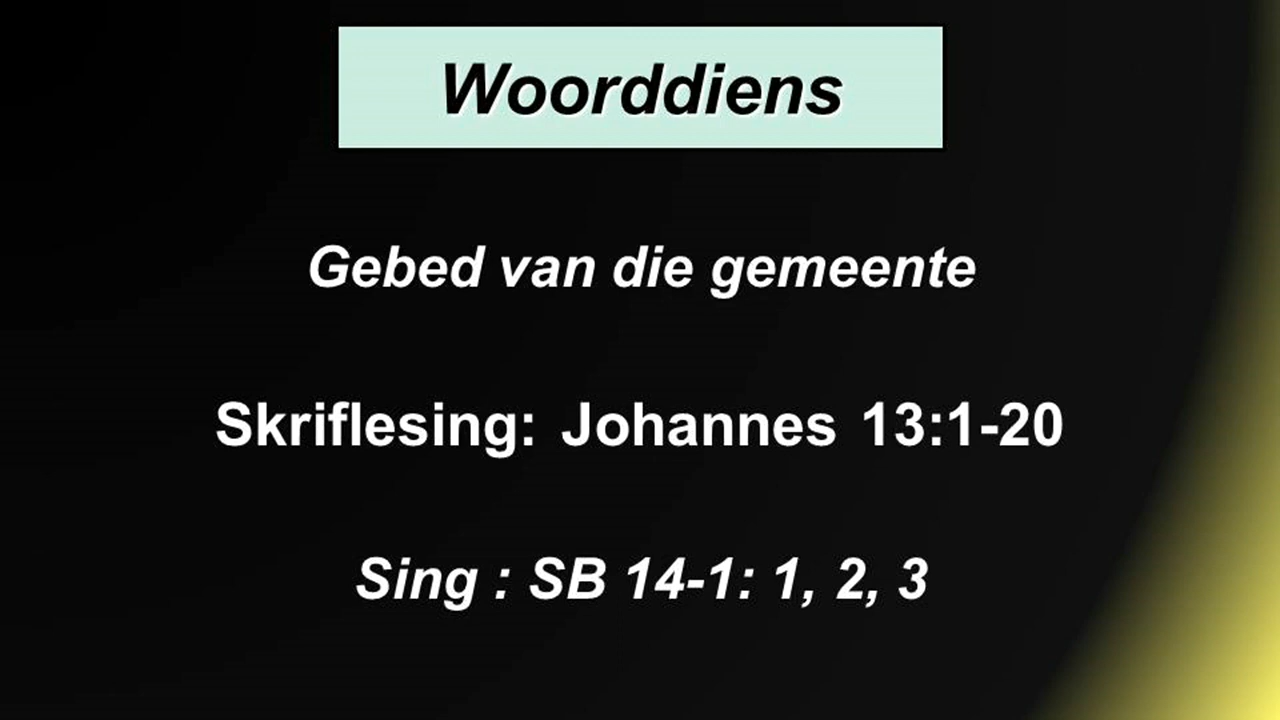 Woorddiens
Gebed van die gemeente
Skriflesing: Johannes 13:1-20
Sing : SB 14-1: 1, 2, 3